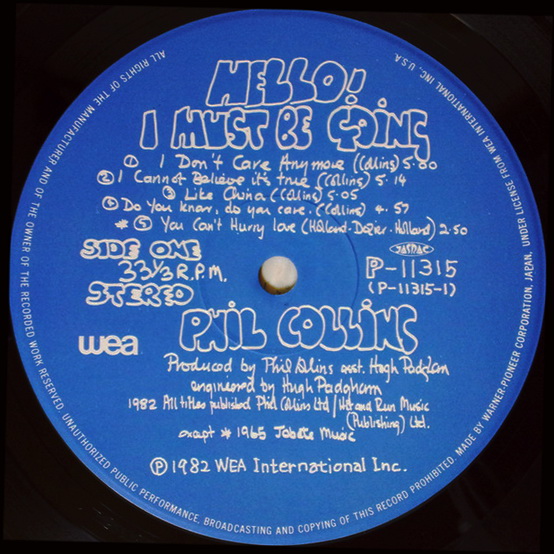 HELLO!
I MUST BE GOING
① I Don't Care Anymore (Collins) 5.00
② I Cannot Believe it's true (Collins) 5.14
③ Like China (Collins) 5.05
④ Do You know, do you care. (Collins) 4.57
* ⑤ You Can't Hurry love (Holland-Dozier-Holland) 2.50
SIDE ONE
33 1/3 R.P.M.
STEREO
JASRAC
P-11315
(P-11315-1)
wea
PHIL COLLINS
Produced by Phil Collins asst. Hugh Padgham
engineered by Hugh Padgham
1982 All titles published Phil Collins Ltd / Hit and Run Music
(Publishing) Ltd.
except * 1965 Jobete Music
Ⓟ 1982 WEA International Inc.
ALL RIGHTS OF THE MANUFACTURER AND OF THE OWNER OF THE RECORDED WORK RESERVED. UNAUTHORIZED PUBLIC PERFORMANCE, BROADCASTING AND COPYING OF THIS RECORD PROHIBITED. MADE BY WARNER-PIONEER CORPORATION, JAPAN, UNDER LICENSE FROM WEA INTERNATIONAL INC. U.S.A.